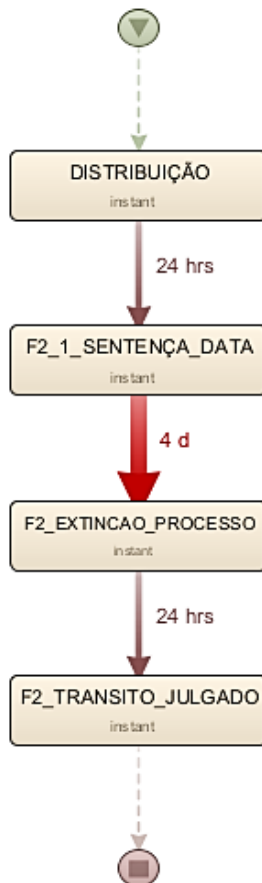 DISTRIBUIÇÃO
instant
24 hrs
F2_1_SENTENÇA_DATA
instant
4 d
F2_EXTINCAO_PROCESSO
instant
24 hrs
F2_TRANSITO_JULGADO
instant